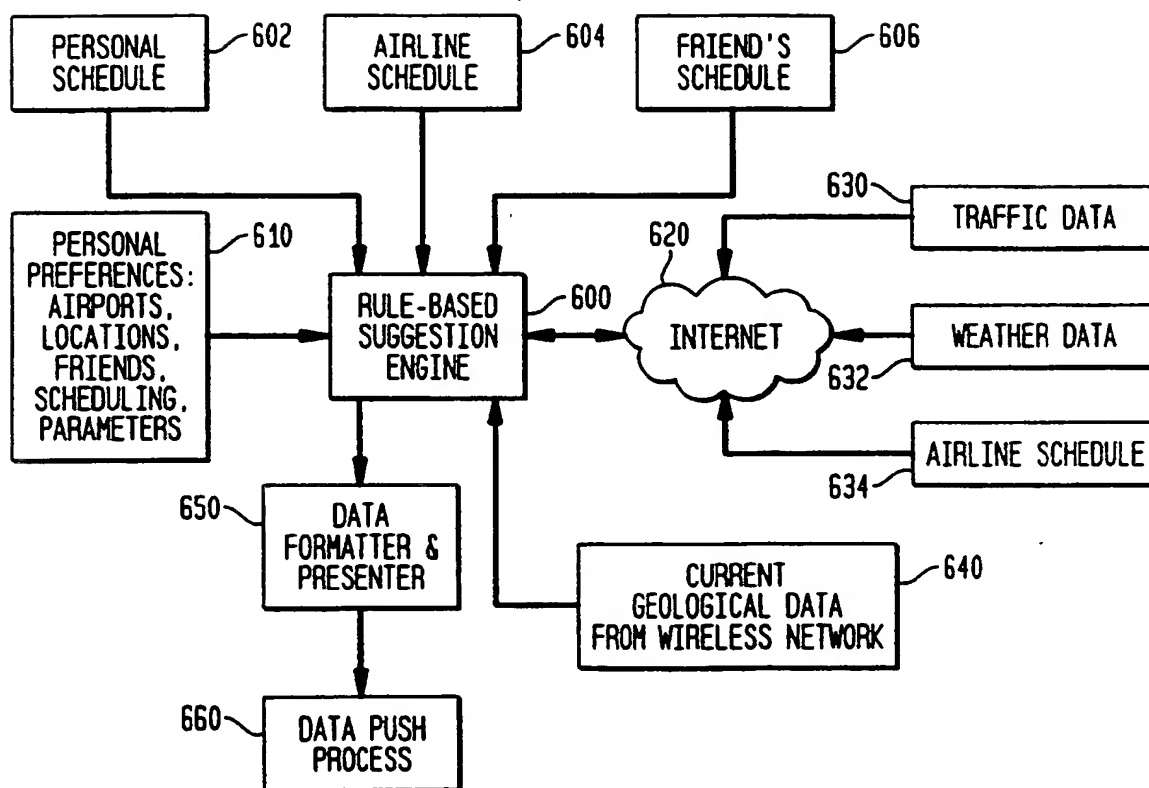 PERSONAL
SCHEDULE
602
AIRLINE
SCHEDULE
604
FRIEND'S
SCHEDULE
606
PERSONAL
PREFERENCES:
AIRPORTS,
LOCATIONS,
FRIENDS,
SCHEDULING,
PARAMETERS
610
RULE-BASED
SUGGESTION
ENGINE
600
620
INTERNET
630
TRAFFIC DATA
WEATHER DATA
632
AIRLINE SCHEDULE
634
650
DATA
FORMATTER &
PRESENTER
CURRENT
GEOLOGICAL DATA
FROM WIRELESS NETWORK
640
660
DATA PUSH
PROCESS